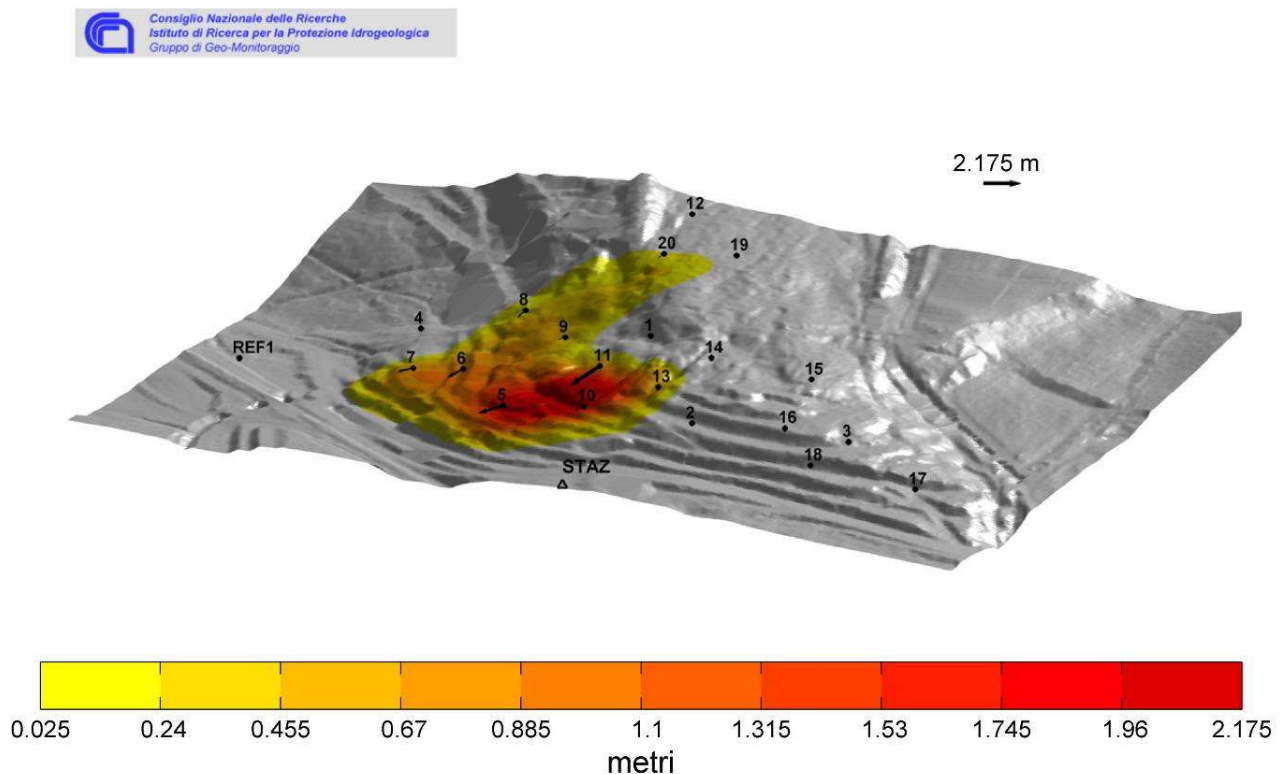 Consiglio Nazionale delle Ricerche
Istituto di Ricerca per la Protezione Idrogeologica
Gruppo di Geo-Monitoraggio
2.175 m
12
20
19
8
4
9
1
REF1
7
6
11
14
13
15
5
10
2
16
3
18
STAZ
17
0.025 0.24 0.455 0.67 0.885 1.1 1.315 1.53 1.745 1.96 2.175
metri